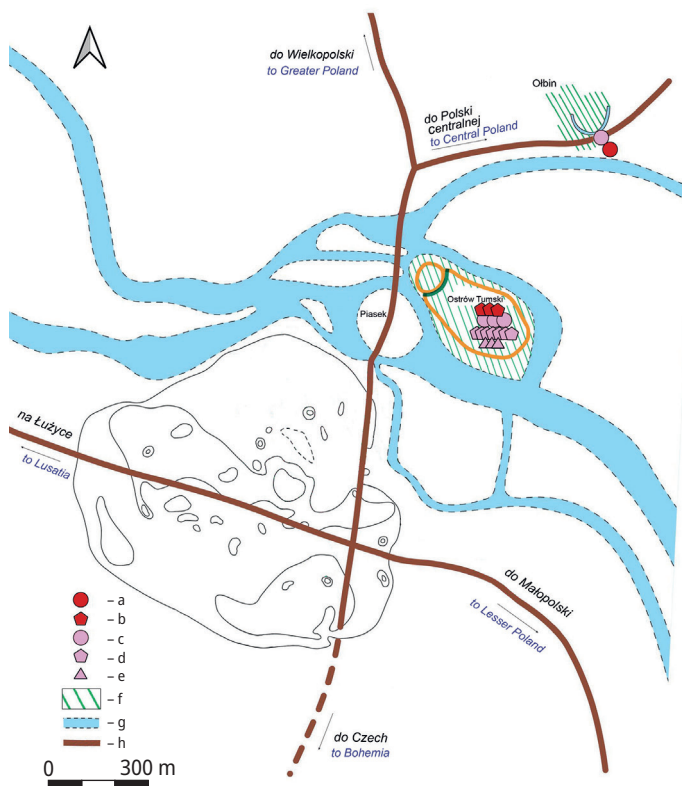 do Wielkopolski
to Greater Poland
Ołbin
do Polski
centralnej
to Central Poland
Ostrów Tumski
Piasek
na Łużyce
to Lusatia
do Małopolski
to Lesser Poland
– a
– b
– c
– d
– e
– f
– g
– h
do Czech
to Bohemia
0 300 m